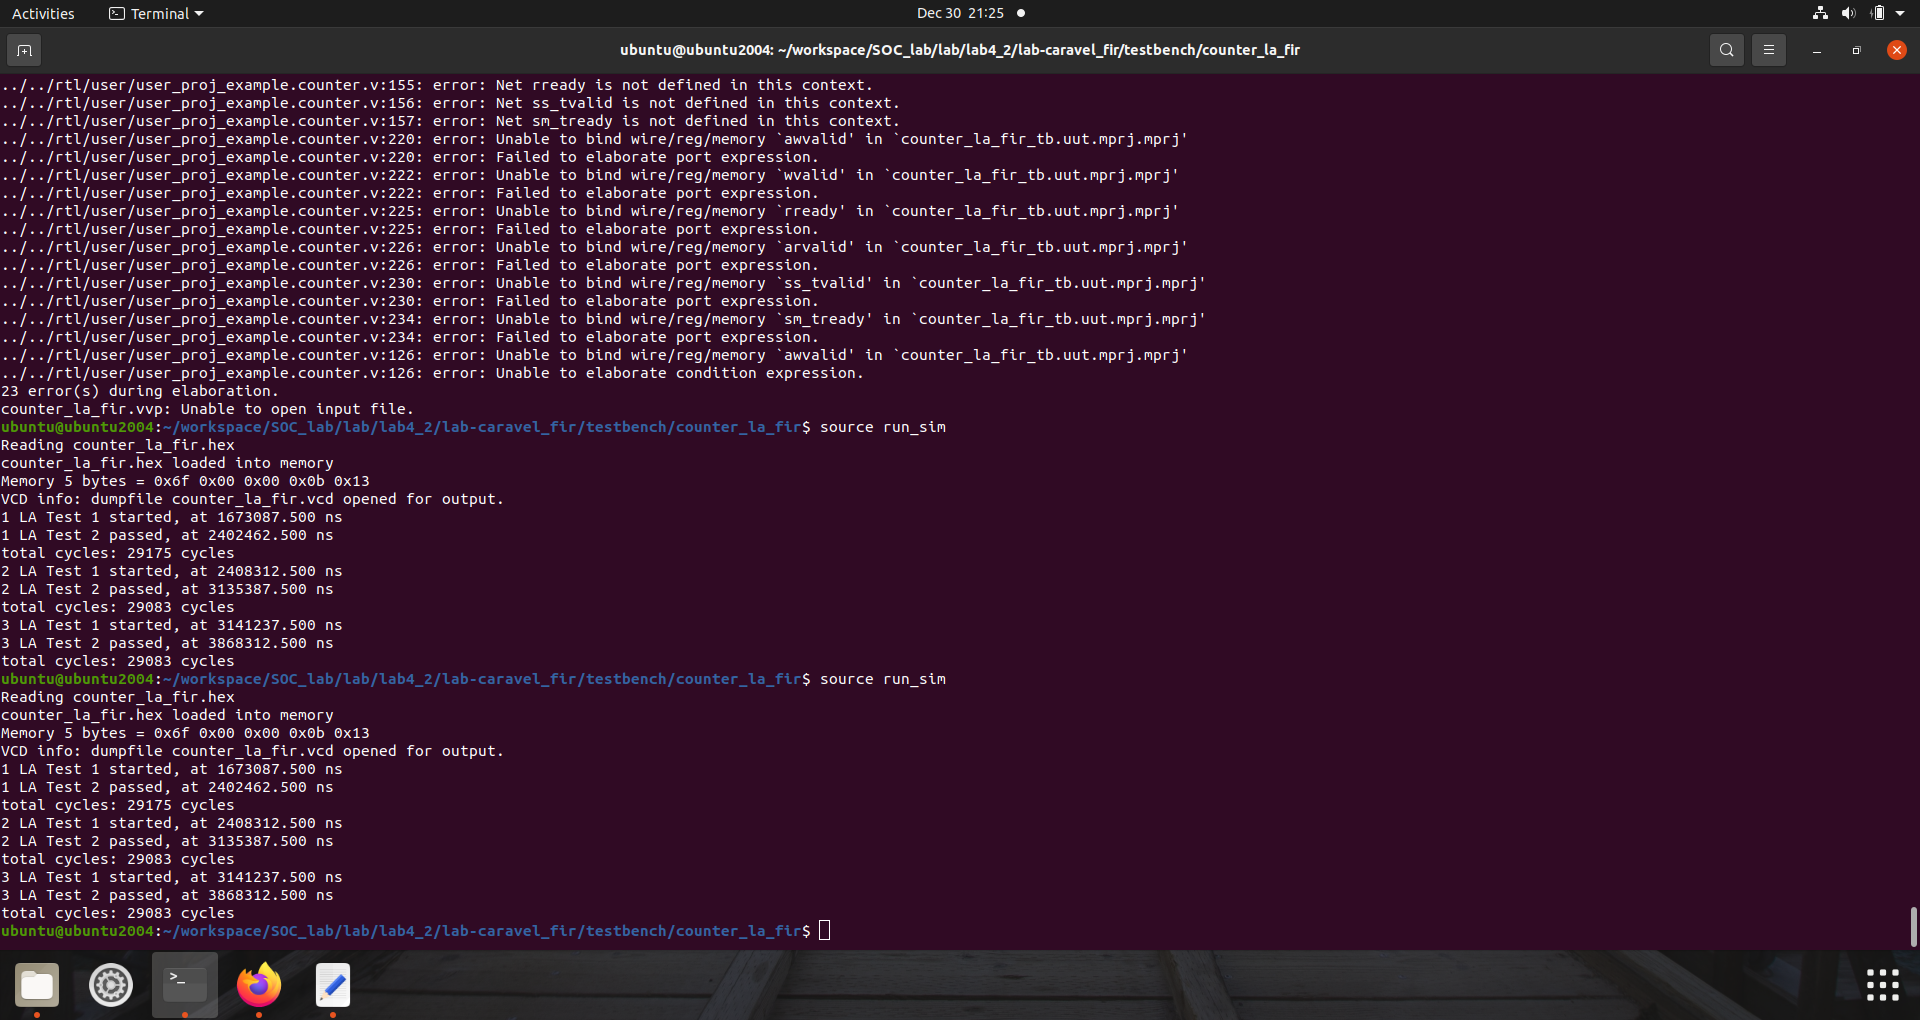 Activities
Terminal
Dec 30 21:25
ubuntu@ubuntu2004: ~/workspace/SOC_lab/lab/lab4_2/lab-caravel_fir/testbench/counter_la_fir
../../rtl/user/user_proj_example.counter.v:155: error: Net rready is not defined in this context.
../../rtl/user/user_proj_example.counter.v:156: error: Net ss_tvalid is not defined in this context.
../../rtl/user/user_proj_example.counter.v:157: error: Net sm_tready is not defined in this context.
../../rtl/user/user_proj_example.counter.v:220: error: Unable to bind wire/reg/memory `awvalid' in `counter_la_fir_tb.uut.mprj.mprj'
../../rtl/user/user_proj_example.counter.v:220: error: Failed to elaborate port expression.
../../rtl/user/user_proj_example.counter.v:222: error: Unable to bind wire/reg/memory `wvalid' in `counter_la_fir_tb.uut.mprj.mprj'
../../rtl/user/user_proj_example.counter.v:222: error: Failed to elaborate port expression.
../../rtl/user/user_proj_example.counter.v:225: error: Unable to bind wire/reg/memory `rready' in `counter_la_fir_tb.uut.mprj.mprj'
../../rtl/user/user_proj_example.counter.v:225: error: Failed to elaborate port expression.
../../rtl/user/user_proj_example.counter.v:226: error: Unable to bind wire/reg/memory `arvalid' in `counter_la_fir_tb.uut.mprj.mprj'
../../rtl/user/user_proj_example.counter.v:226: error: Failed to elaborate port expression.
../../rtl/user/user_proj_example.counter.v:230: error: Unable to bind wire/reg/memory `ss_tvalid' in `counter_la_fir_tb.uut.mprj.mprj'
../../rtl/user/user_proj_example.counter.v:230: error: Failed to elaborate port expression.
../../rtl/user/user_proj_example.counter.v:234: error: Unable to bind wire/reg/memory `sm_tready' in `counter_la_fir_tb.uut.mprj.mprj'
../../rtl/user/user_proj_example.counter.v:234: error: Failed to elaborate port expression.
../../rtl/user/user_proj_example.counter.v:126: error: Unable to bind wire/reg/memory `awvalid' in `counter_la_fir_tb.uut.mprj.mprj'
../../rtl/user/user_proj_example.counter.v:126: error: Unable to elaborate condition expression.
23 error(s) during elaboration.
counter_la_fir.vvp: Unable to open input file.
ubuntu@ubuntu2004:~/workspace/SOC_lab/lab/lab4_2/lab-caravel_fir/testbench/counter_la_fir$ source run_sim
Reading counter_la_fir.hex
counter_la_fir.hex loaded into memory
Memory 5 bytes = 0x6f 0x00 0x00 0x0b 0x13
VCD info: dumpfile counter_la_fir.vcd opened for output.
1 LA Test 1 started, at 1673087.500 ns
1 LA Test 2 passed, at 2402462.500 ns
total cycles: 29175 cycles
2 LA Test 1 started, at 2408312.500 ns
2 LA Test 2 passed, at 3135387.500 ns
total cycles: 29083 cycles
3 LA Test 1 started, at 3141237.500 ns
3 LA Test 2 passed, at 3868312.500 ns
total cycles: 29083 cycles
ubuntu@ubuntu2004:~/workspace/SOC_lab/lab/lab4_2/lab-caravel_fir/testbench/counter_la_fir$ source run_sim
Reading counter_la_fir.hex
counter_la_fir.hex loaded into memory
Memory 5 bytes = 0x6f 0x00 0x00 0x0b 0x13
VCD info: dumpfile counter_la_fir.vcd opened for output.
1 LA Test 1 started, at 1673087.500 ns
1 LA Test 2 passed, at 2402462.500 ns
total cycles: 29175 cycles
2 LA Test 1 started, at 2408312.500 ns
2 LA Test 2 passed, at 3135387.500 ns
total cycles: 29083 cycles
3 LA Test 1 started, at 3141237.500 ns
3 LA Test 2 passed, at 3868312.500 ns
total cycles: 29083 cycles
ubuntu@ubuntu2004:~/workspace/SOC_lab/lab/lab4_2/lab-caravel_fir/testbench/counter_la_fir$